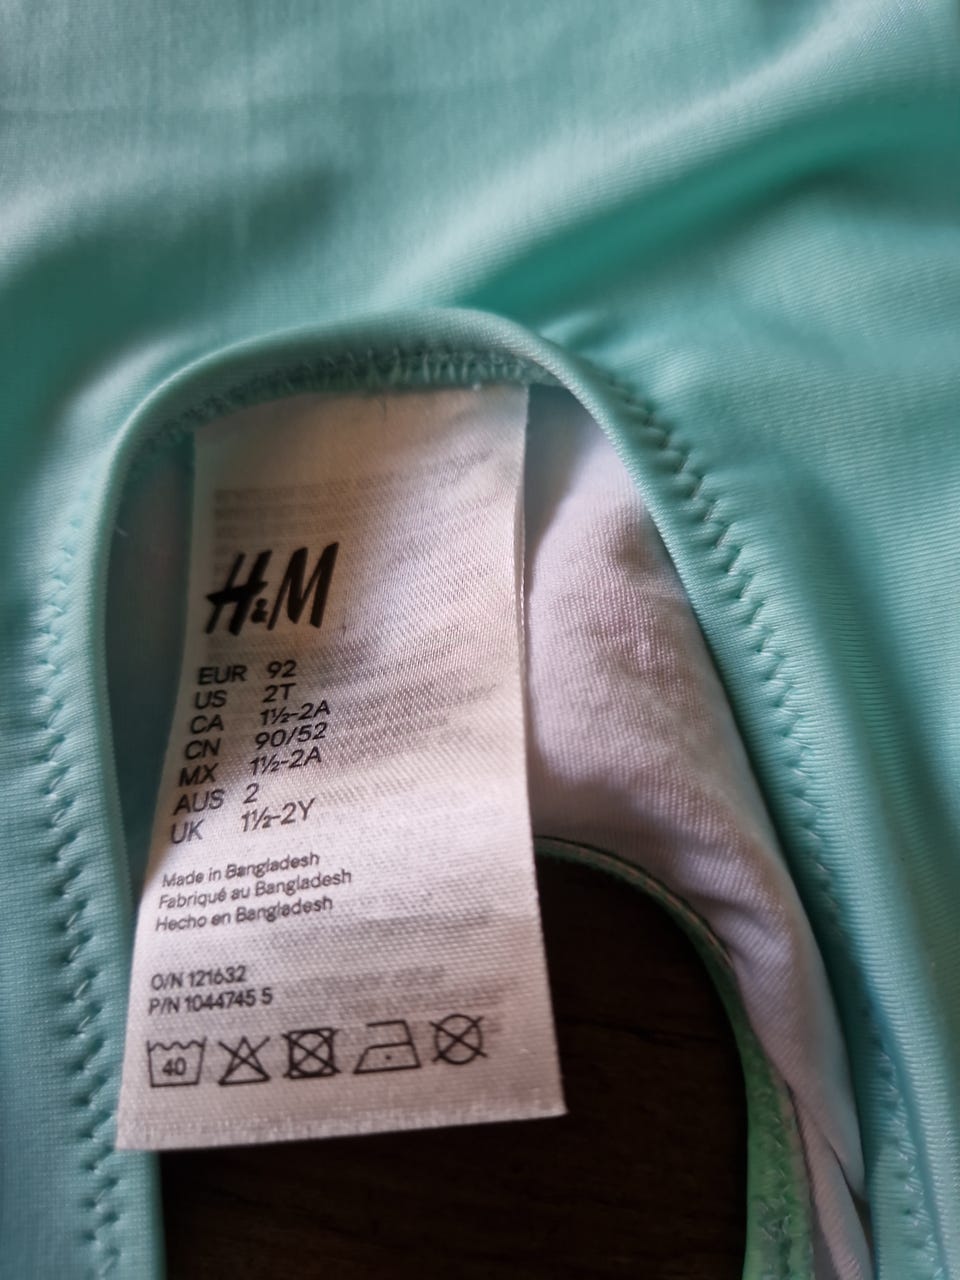 H&M
EUR 92
US 2T
CA 1½-2A
CN 90/52
MX 1½-2A
AUS 2
UK 1½-2Y
Made in Bangladesh
Fabriqué au Bangladesh
Hecho en Bangladesh
O/N 121632
P/N 1044745 5
40